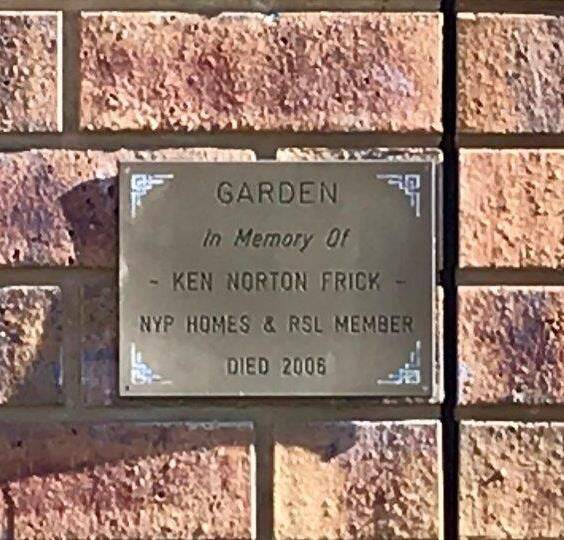 GARDEN
In Memory Of
~ KEN NORTON FRICK ~
NYP HOMES & RSL MEMBER
DIED 2006